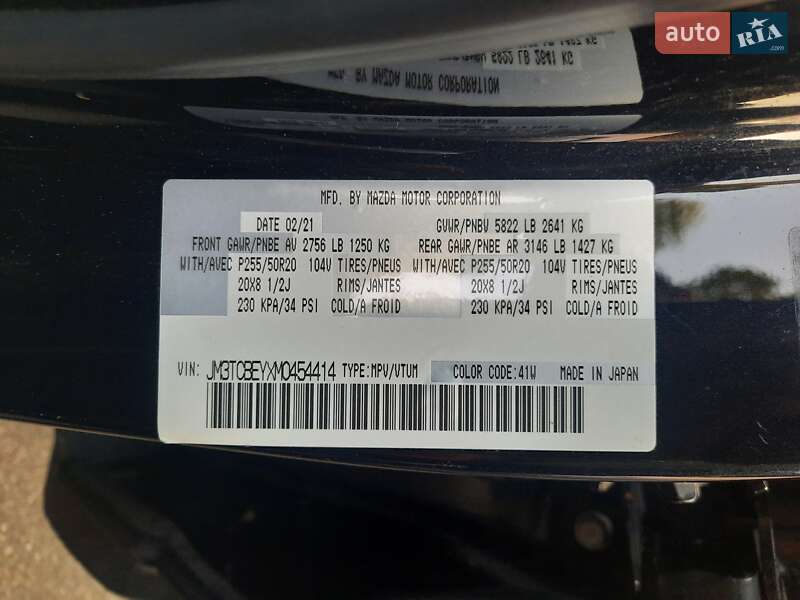 auto RIA .com
MFD. BY MAZDA MOTOR CORPORATION
DATE 02/21 GVWR/PNBV 5822 LB 2641 KG
FRONT GAWR/PNBE AV 2756 LB 1250 KG REAR GAWR/PNBE AR 3146 LB 1427 KG
WITH/AVEC P255/50R20 104V TIRES/PNEUS WITH/AVEC P255/50R20 104V TIRES/PNEUS
20X8 1/2J RIMS/JANTES 20X8 1/2J RIMS/JANTES
230 KPA/34 PSI COLD/A FROID 230 KPA/34 PSI COLD/A FROID
VIN: JM3TCBEYXM0454414 TYPE:MPV/VTUM COLOR CODE:41W MADE IN JAPAN